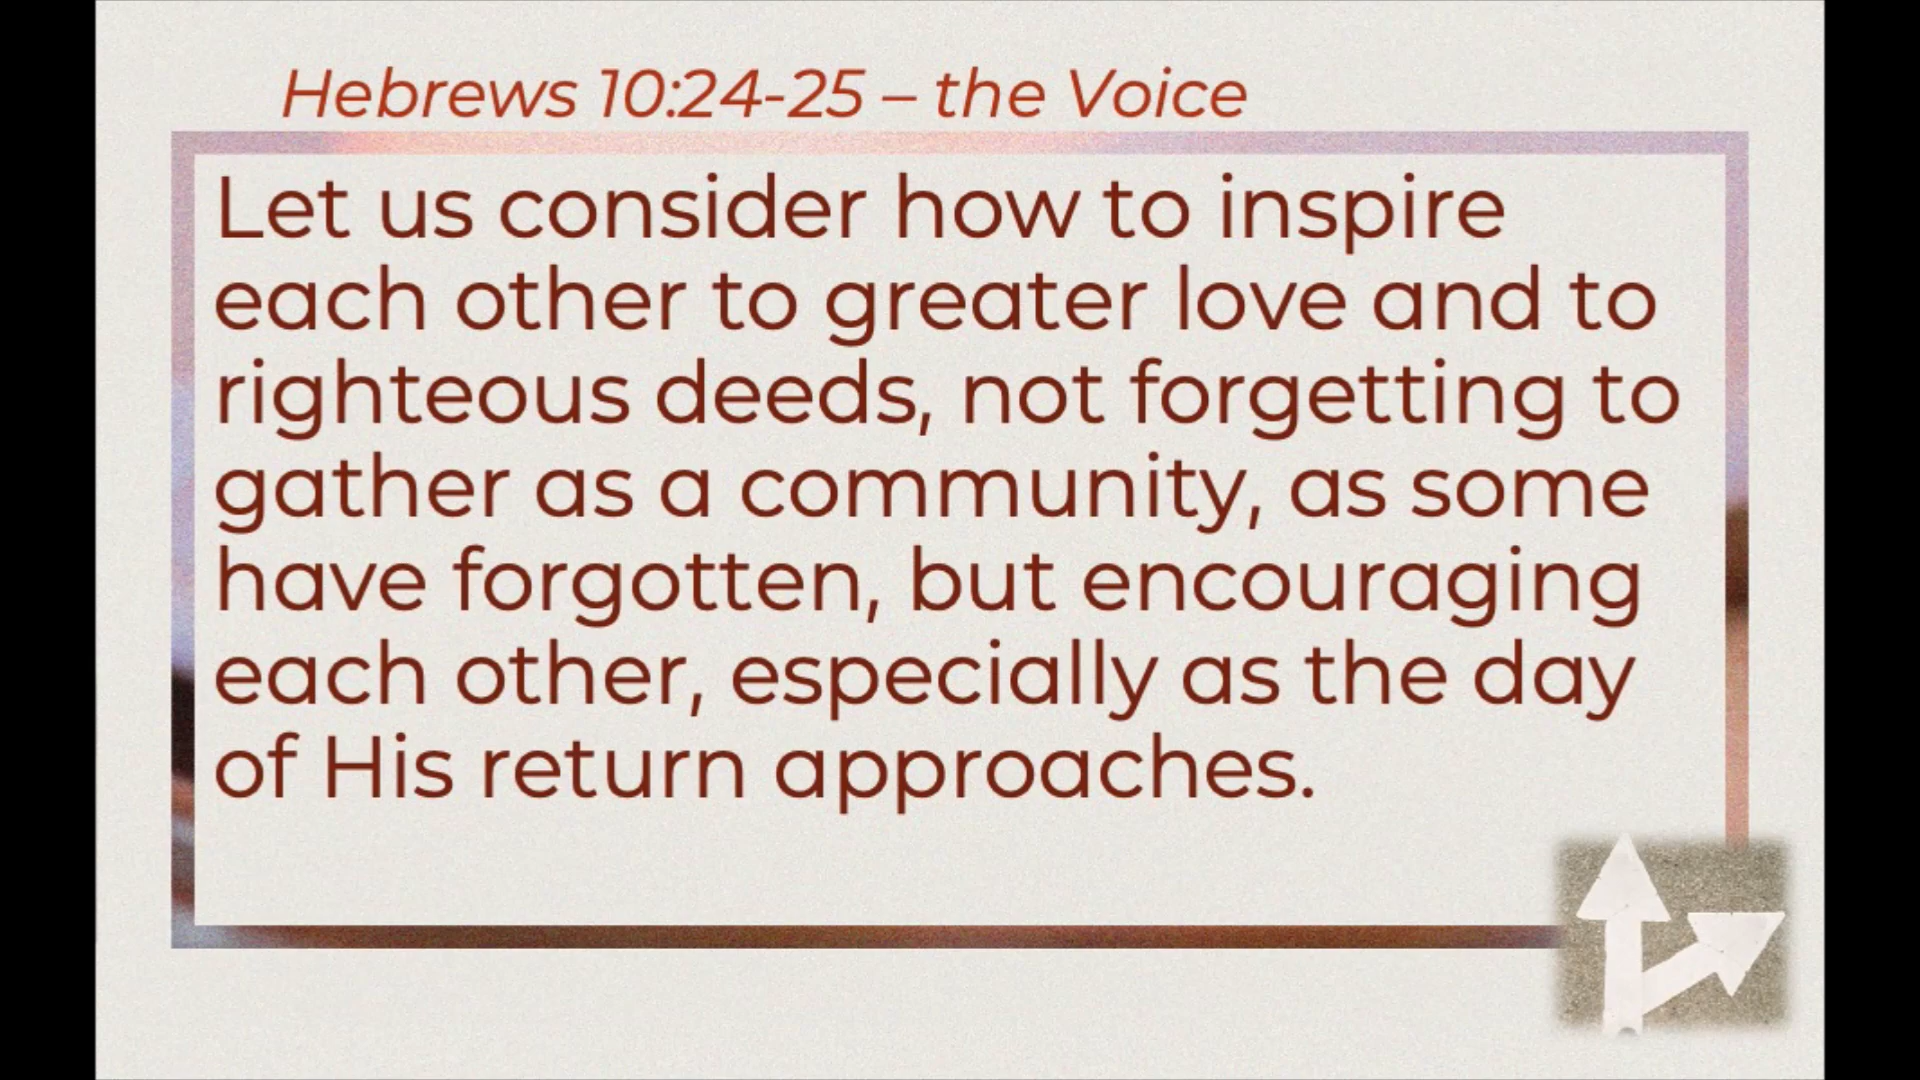 Hebrews 10:24-25 – the Voice
Let us consider how to inspire
each other to greater love and to
righteous deeds, not forgetting to
gather as a community, as some
have forgotten, but encouraging
each other, especially as the day
of His return approaches.